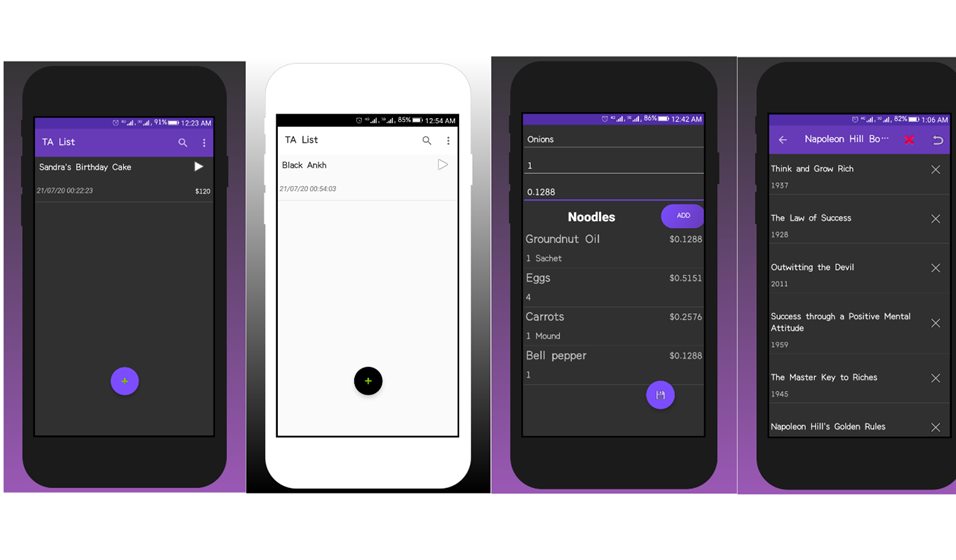 91% 12:23 AM
TA List
Sandra's Birthday Cake
21/07/20 00:22:23
$120
85% 12:54 AM
TA List
Black Ankh
21/07/20 00:54:03
86% 12:42 AM
Onions
1
0.1288
Noodles
ADD
Groundnut Oil $0.1288
1 Sachet
Eggs $0.5151
4
Carrots $0.2576
1 Mound
Bell pepper $0.1288
1
82% 1:06 AM
Napoleon Hill Bo...
Think and Grow Rich
1937
The Law of Success
1928
Outwitting the Devil
2011
Success through a Positive Mental
Attitude
1959
The Master Key to Riches
1945
Napoleon Hill's Golden Rules